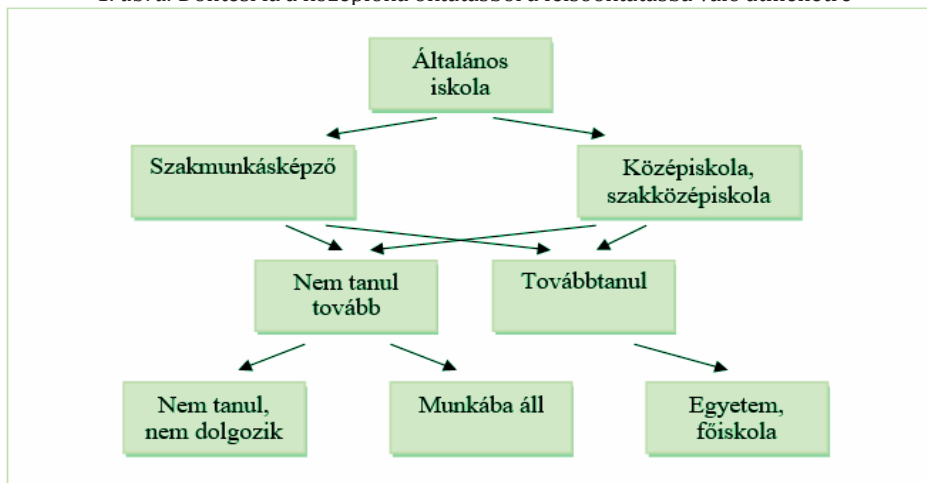 Általános
iskola
Szakmunkásképző
Középiskola,
szakközépiskola
Nem tanul
tovább
Továbbtanul
Nem tanul,
nem dolgozik
Munkába áll
Egyetem,
főiskola